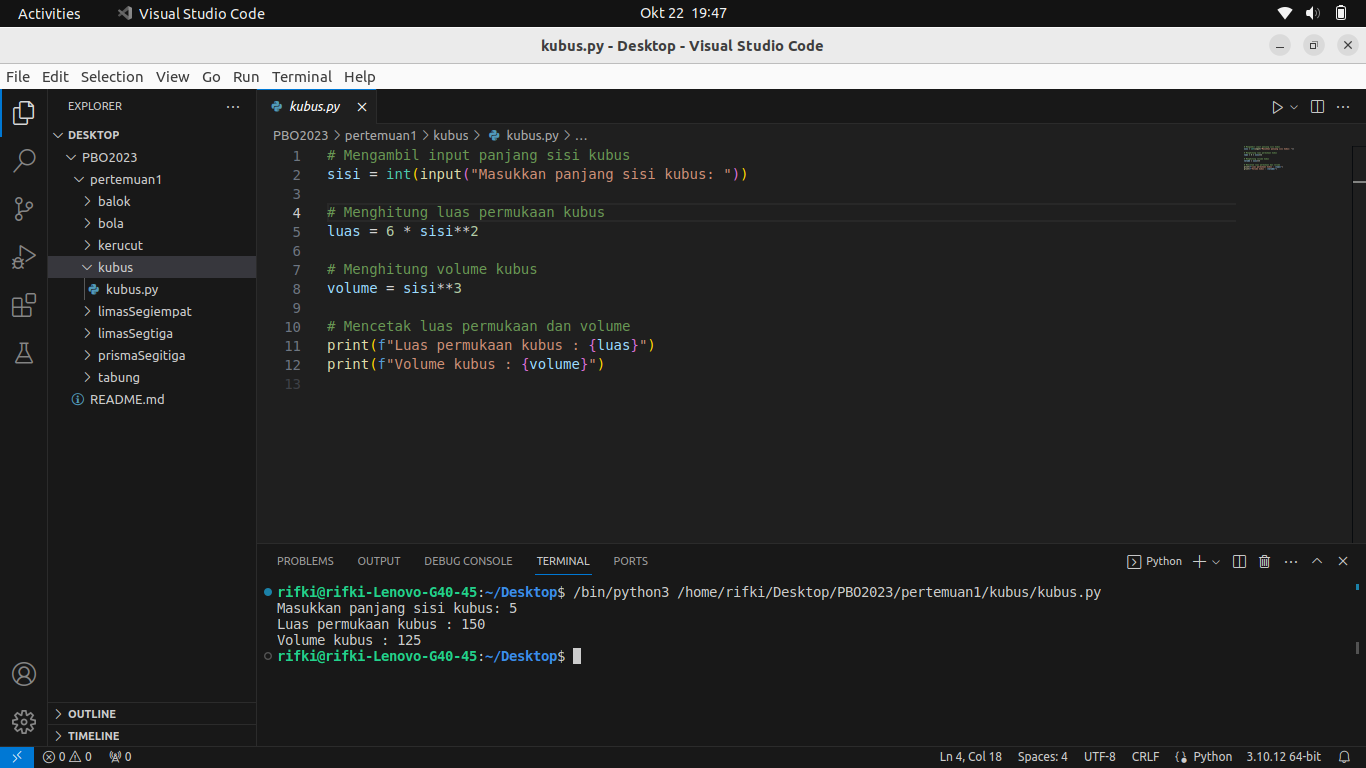 Activities
Visual Studio Code
Okt 22 19:47
kubus.py - Desktop - Visual Studio Code
File Edit Selection View Go Run Terminal Help
EXPLORER
DESKTOP
PBO2023
pertemuan1
balok
bola
kerucut
kubus
kubus.py
limasSegiempat
limasSegtiga
prismaSegitiga
tabung
README.md
OUTLINE
TIMELINE
kubus.py
PBO2023 > pertemuan1 > kubus > kubus.py > ...
1 # Mengambil input panjang sisi kubus
2 sisi = int(input("Masukkan panjang sisi kubus: "))
3
4 # Menghitung luas permukaan kubus
5 luas = 6 * sisi**2
6
7 # Menghitung volume kubus
8 volume = sisi**3
9
10 # Mencetak luas permukaan dan volume
11 print(f"Luas permukaan kubus : {luas}")
12 print(f"Volume kubus : {volume}")
13
PROBLEMS OUTPUT DEBUG CONSOLE TERMINAL PORTS
Python
rifki@rifki-Lenovo-G40-45:~/Desktop$ /bin/python3 /home/rifki/Desktop/PBO2023/pertemuan1/kubus/kubus.py
Masukkan panjang sisi kubus: 5
Luas permukaan kubus : 150
Volume kubus : 125
rifki@rifki-Lenovo-G40-45:~/Desktop$
0 0 0
Ln 4, Col 18 Spaces: 4 UTF-8 CRLF Python 3.10.12 64-bit